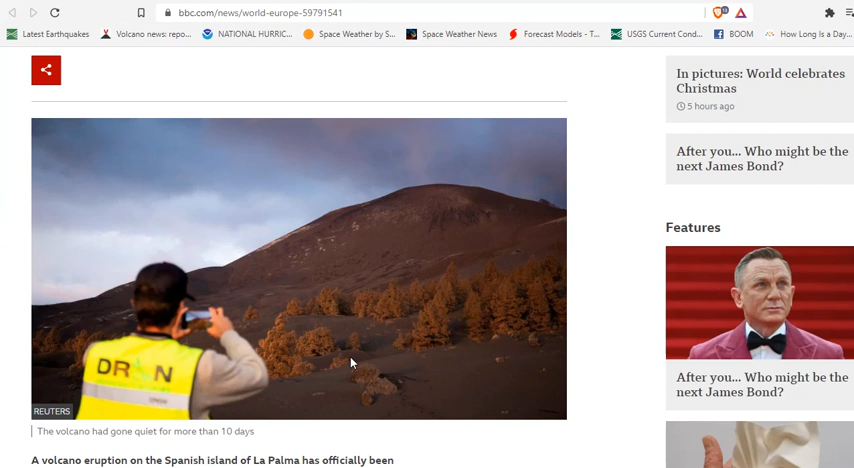 bbc.com/news/world-europe-59791541
Latest Earthquakes
Volcano news: repo...
NATIONAL HURRIC...
Space Weather by S...
Space Weather News
Forecast Models - T...
USGS Current Cond...
BOOM
How Long Is a Day...
DR N
REUTERS
The volcano had gone quiet for more than 10 days
A volcano eruption on the Spanish island of La Palma has officially been
In pictures: World celebrates
Christmas
5 hours ago
After you... Who might be the
next James Bond?
Features
After you... Who might be the
next James Bond?